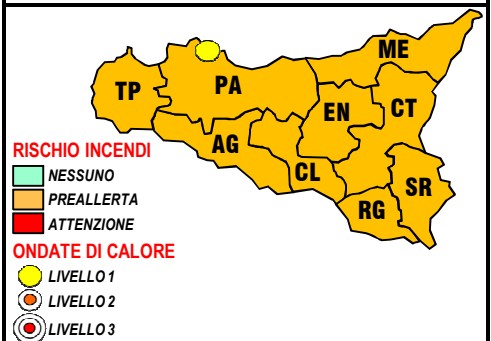 ME
TP
PA
EN
CT
AG
CL
SR
RG
RISCHIO INCENDI
NESSUNO
PREALLERTA
ATTENZIONE
ONDATE DI CALORE
LIVELLO 1
LIVELLO 2
LIVELLO 3